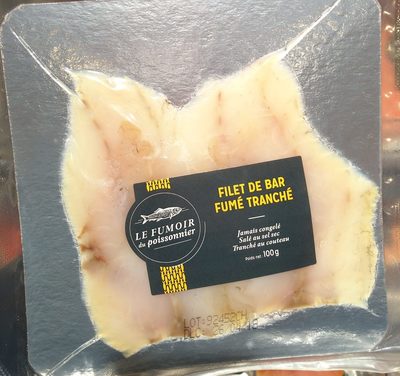 FILET DE BAR
FUMÉ TRANCHÉ
LE FUMOIR
du poissonnier
Jamais congelé
Salé au sel sec
Tranché au couteau
Poids net: 100g